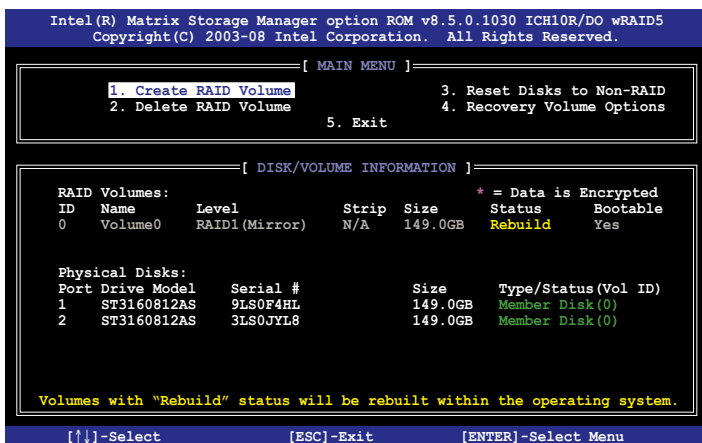 Intel(R) Matrix Storage Manager option ROM v8.5.0.1030 ICH10R/DO wRAID5
Copyright(C) 2003-08 Intel Corporation. All Rights Reserved.
[ MAIN MENU ]
1. Create RAID Volume 3. Reset Disks to Non-RAID
2. Delete RAID Volume 4. Recovery Volume Options
5. Exit
[ DISK/VOLUME INFORMATION ]
RAID Volumes: * = Data is Encrypted
ID Name Level Strip Size Status Bootable
0 Volume0 RAID1(Mirror) N/A 149.0GB Rebuild Yes
Physical Disks:
Port Drive Model Serial # Size Type/Status(Vol ID)
1 ST3160812AS 9LS0F4HL 149.0GB Member Disk(0)
2 ST3160812AS 3LS0JYL8 149.0GB Member Disk(0)
Volumes with “Rebuild” status will be rebuilt within the operating system.
[↑↓]-Select [ESC]-Exit [ENTER]-Select Menu